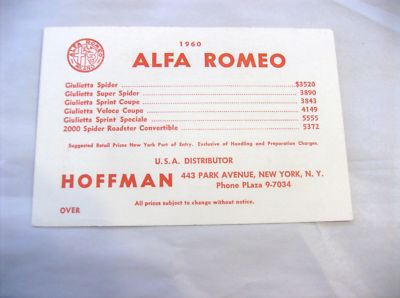 1960
ALFA ROMEO
ALFA ROMEO
Giulietta Spider $3520
Giulietta Super Spider 3890
Giulietta Sprint Coupe 3843
Giulietta Veloce Coupe 4149
Giulietta Sprint Speciale 5555
2000 Spider Roadster Convertible 5372
Suggested Retail Prices New York Port of Entry. Exclusive of Handling and Preparation Charges.
U.S.A. DISTRIBUTOR
HOFFMAN 443 PARK AVENUE, NEW YORK, N. Y.
Phone PLaza 9-7034
All prices subject to change without notice.
OVER